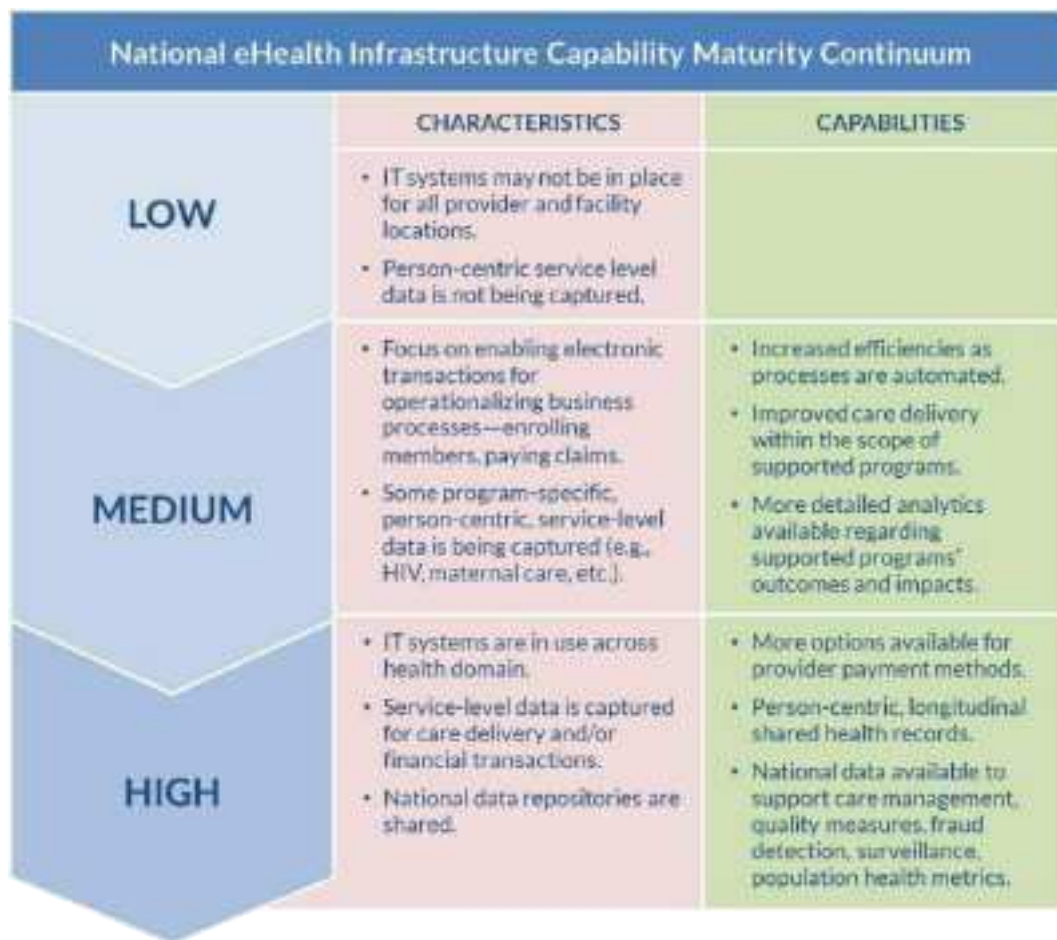 National eHealth Infrastructure Capability Maturity Continuum
CHARACTERISTICS
CAPABILITIES
LOW
• IT systems may not be in place
for all provider and facility
locations.
• Person-centric service level
data is not being captured.
MEDIUM
• Focus on enabling electronic
transactions for
operationalizing business
processes—enrolling
members, paying claims.
• Some program-specific,
person-centric, service-level
data is being captured (e.g.,
HIV, maternal care, etc.).
• Increased efficiencies as
processes are automated.
• Improved care delivery
within the scope of
supported programs.
• More detailed analytics
available regarding
supported programs'
outcomes and impacts.
HIGH
• IT systems are in use across
health domain.
• Service-level data is captured
for care delivery and/or
financial transactions.
• National data repositories are
shared.
• More options available for
provider payment methods.
• Person-centric, longitudinal
shared health records.
• National data available to
support care management,
quality measures, fraud
detection, surveillance,
population health metrics.